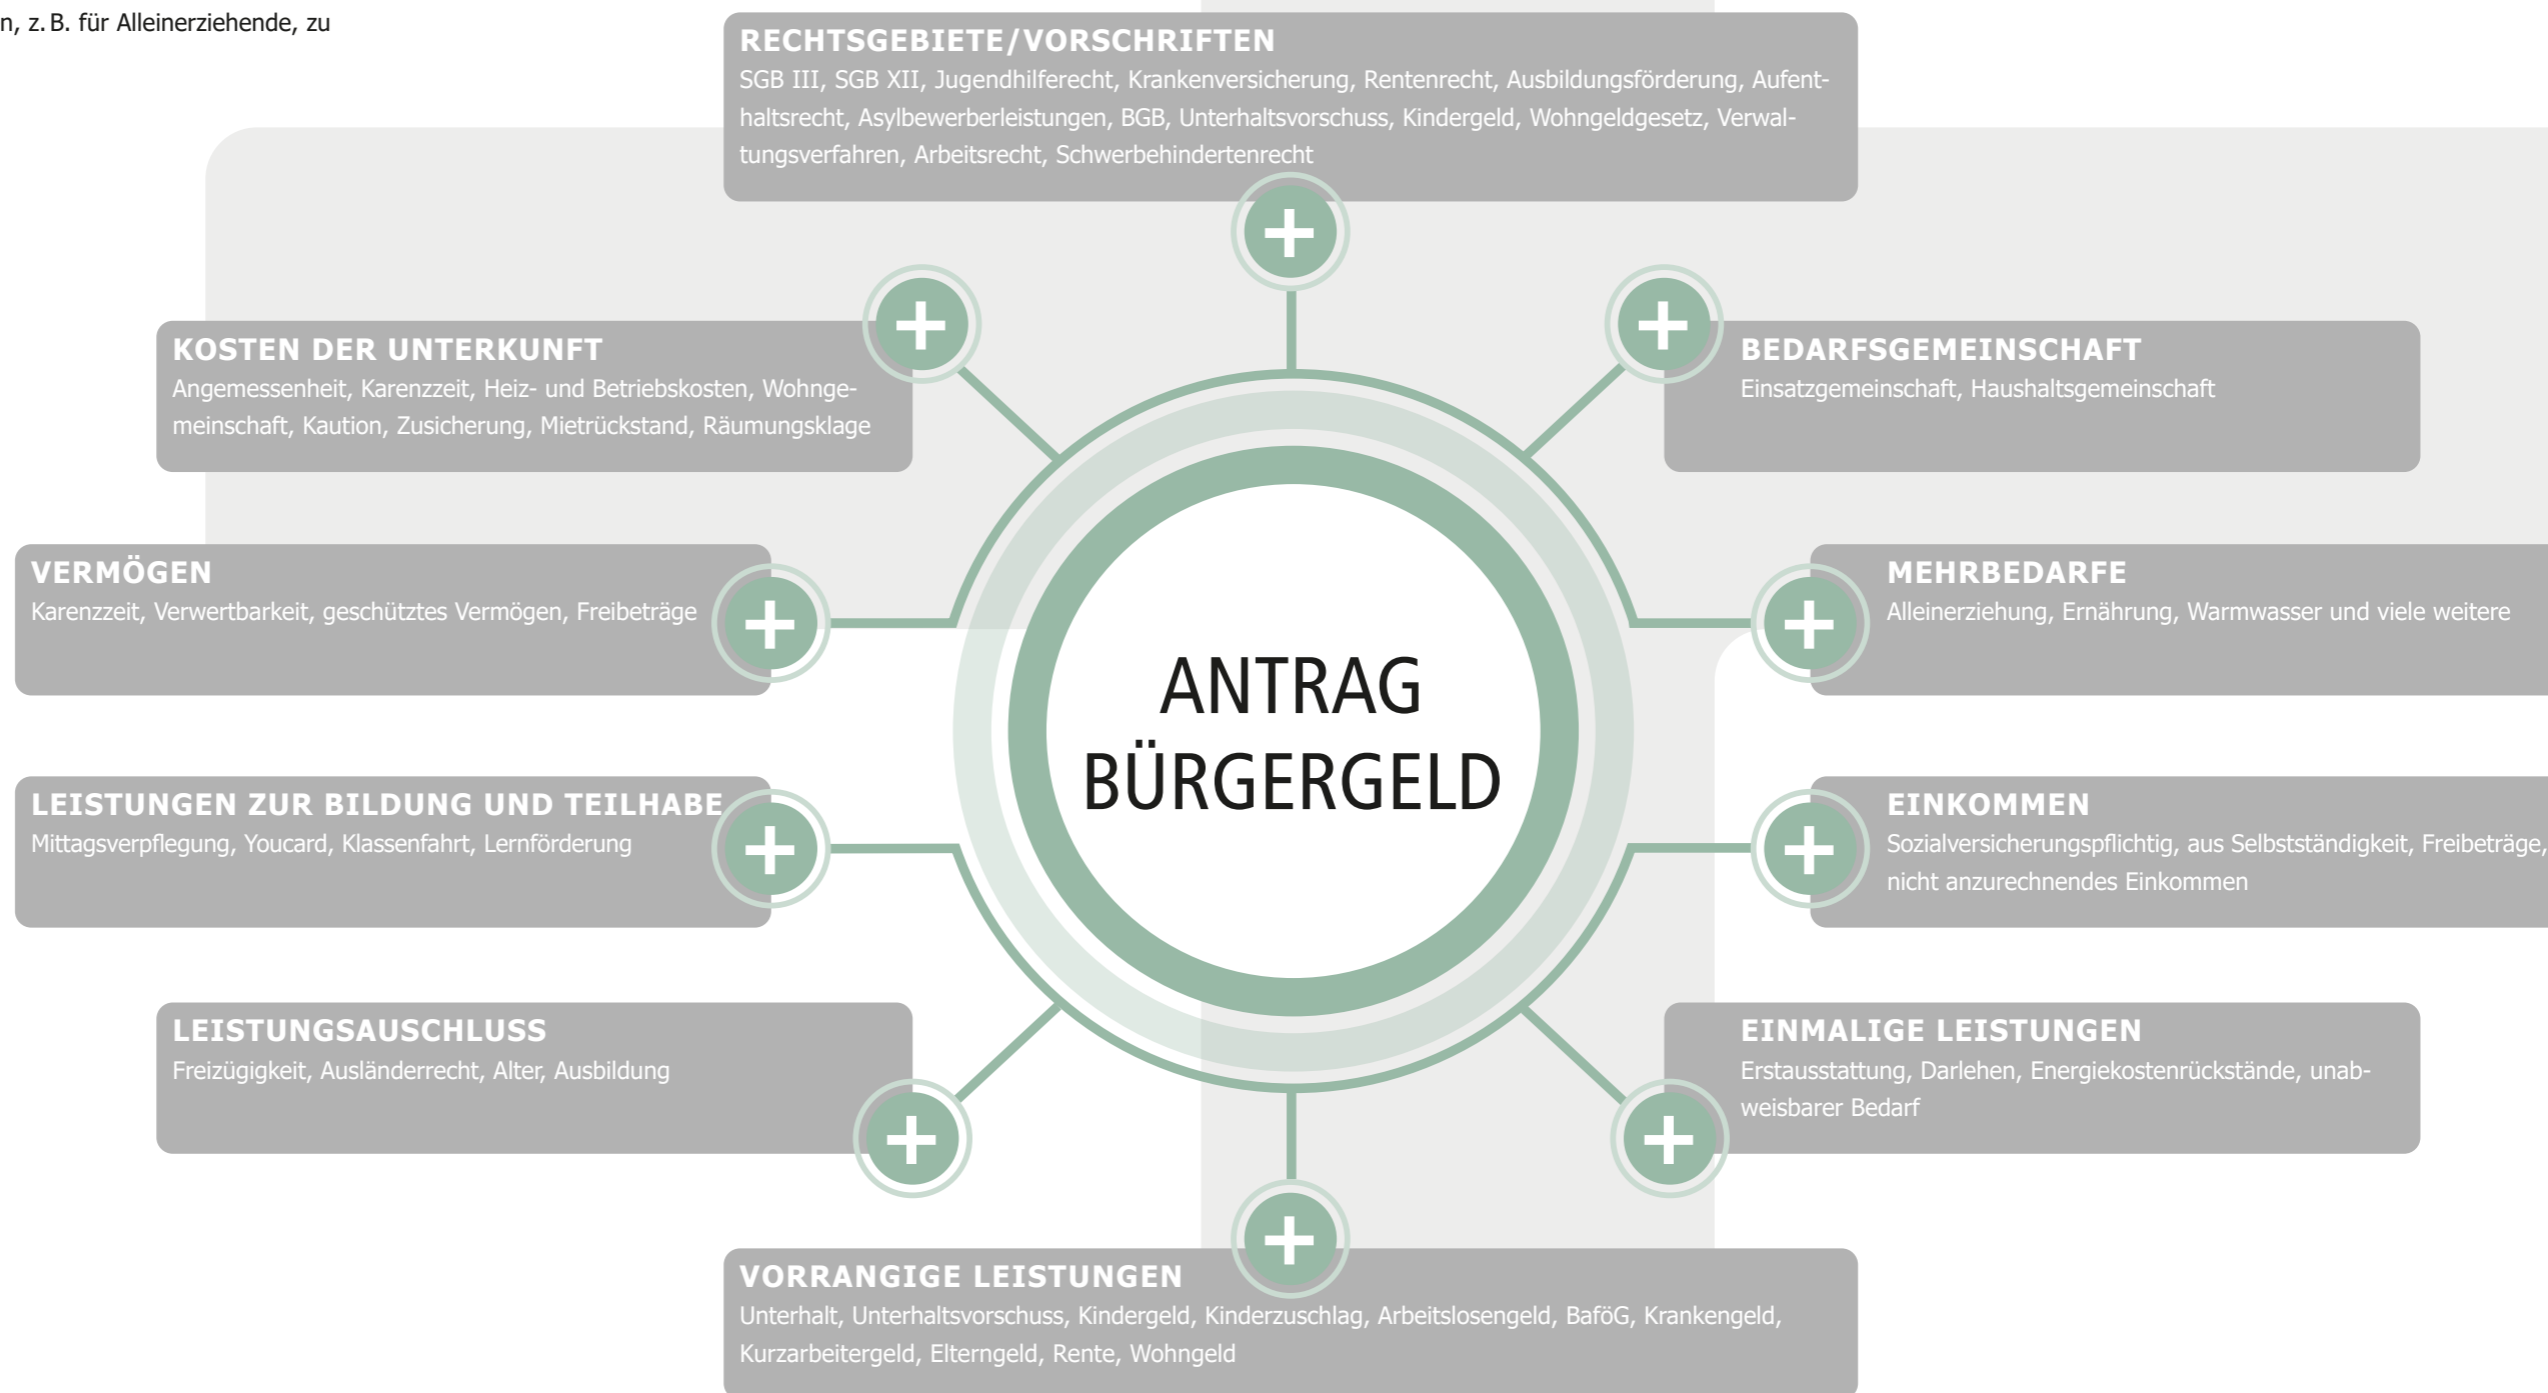 n, z. B. für Alleinerziehende, zu
RECHTSGEBIETE/VORSCHRIFTEN
SGB III, SGB XII, Jugendhilferecht, Krankenversicherung, Rentenrecht, Ausbildungsförderung, Aufent-
haltsrecht, Asylbewerberleistungen, BGB, Unterhaltsvorschuss, Kindergeld, Wohngeldgesetz, Verwal-
tungsverfahren, Arbeitsrecht, Schwerbehindertenrecht
KOSTEN DER UNTERKUNFT
Angemessenheit, Karenzzeit, Heiz- und Betriebskosten, Wohnge-
meinschaft, Kaution, Zusicherung, Mietrückstand, Räumungsklage
BEDARFSGEMEINSCHAFT
Einsatzgemeinschaft, Haushaltsgemeinschaft
VERMÖGEN
Karenzzeit, Verwertbarkeit, geschütztes Vermögen, Freibeträge
MEHRBEDARFE
Alleinerziehung, Ernährung, Warmwasser und viele weitere
ANTRAG
BÜRGERGELD
LEISTUNGEN ZUR BILDUNG UND TEILHABE
Mittagsverpflegung, Youcard, Klassenfahrt, Lernförderung
EINKOMMEN
Sozialversicherungspflichtig, aus Selbstständigkeit, Freibeträge,
nicht anzurechnendes Einkommen
LEISTUNGSAUSCHLUSS
Freizügigkeit, Ausländerrecht, Alter, Ausbildung
EINMALIGE LEISTUNGEN
Erstausstattung, Darlehen, Energiekostenrückstände, unab-
weisbarer Bedarf
VORRANGIGE LEISTUNGEN
Unterhalt, Unterhaltsvorschuss, Kindergeld, Kinderzuschlag, Arbeitslosengeld, BaföG, Krankengeld,
Kurzarbeitergeld, Elterngeld, Rente, Wohngeld